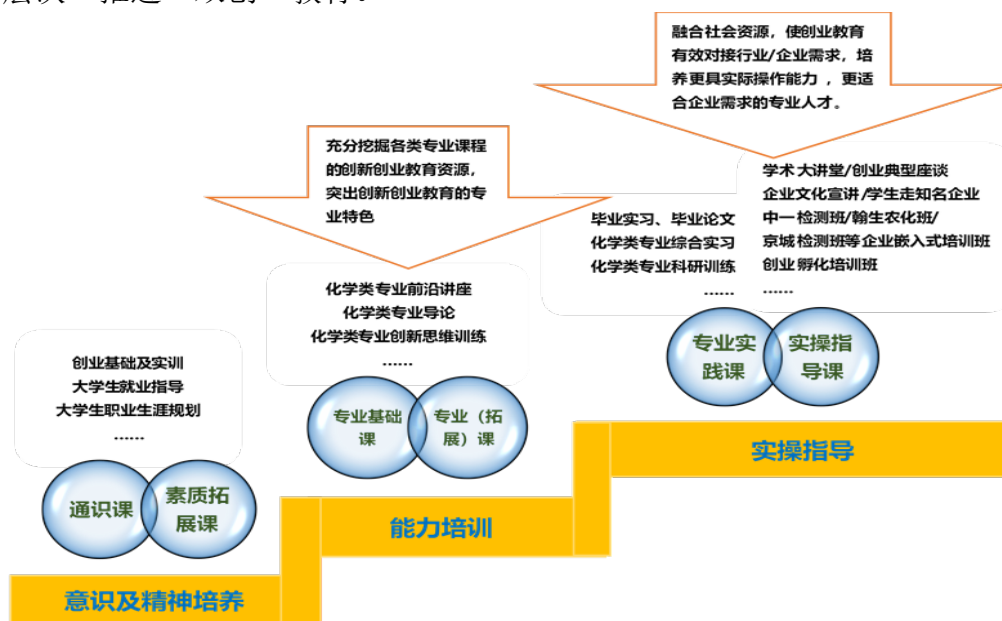 融合社会资源，使创业教育
有效对接行业/企业需求，培
养更具实际操作能力 ，更适
合企业需求的专业人才。
充分挖掘各类专业课程
的创新创业教育资源，
突出创新创业教育的专
业特色
学术大讲堂/创业典型座谈
企业文化宣讲/学生走知名企业
中一检测班/翰生农化班/
京城检测班等企业嵌入式培训班
创业孵化培训班
......
毕业实习、毕业论文
化学类专业综合实习
化学类专业科研训练
......
化学类专业前沿讲座
化学类专业导论
化学类专业创新思维训练
......
创业基础及实训
大学生就业指导
大学生职业生涯规划
......
专业实
践课
实操指
导课
专业基础
课
专业（拓
展）课
通识课
素质拓
展课
实操指导
能力培训
意识及精神培养